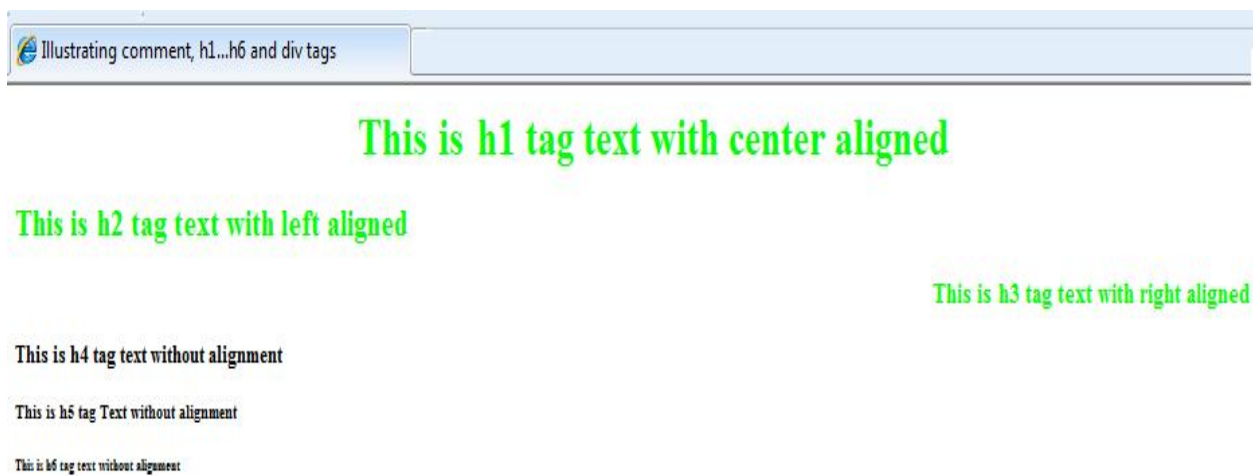 Illustrating comment, h1...h6 and div tags
This is h1 tag text with center aligned
This is h2 tag text with left aligned
This is h3 tag text with right aligned
This is h4 tag text without alignment
This is h5 tag Text without alignment
This is h6 tag text without alignment